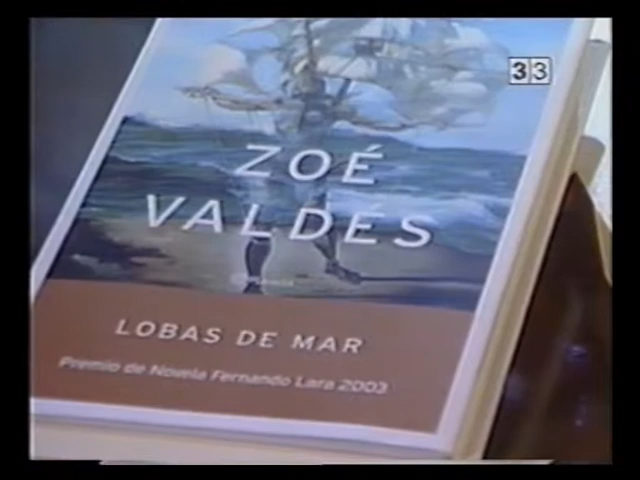 33
ZOÉ
VALDÉS
LOBAS DE MAR
Premio de Novela Fernando Lara 2003